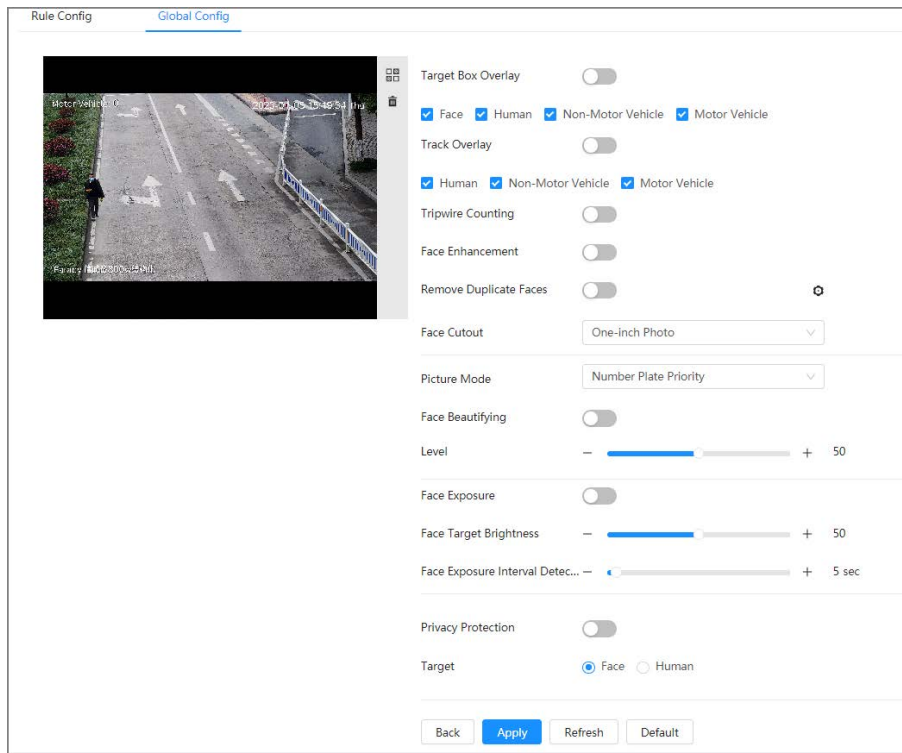 Rule Config Global Config
Motor Vehicle: 0
Target Box Overlay
Face Human Non-Motor Vehicle Motor Vehicle
Track Overlay
Human Non-Motor Vehicle Motor Vehicle
Tripwire Counting
Face Enhancement
Remove Duplicate Faces
Face Cutout One-inch Photo
Picture Mode Number Plate Priority
Face Beautifying
Level 50
Face Exposure
Face Target Brightness 50
Face Exposure Interval Detec... 5 sec
Privacy Protection
Target Face Human
Back Apply Refresh Default